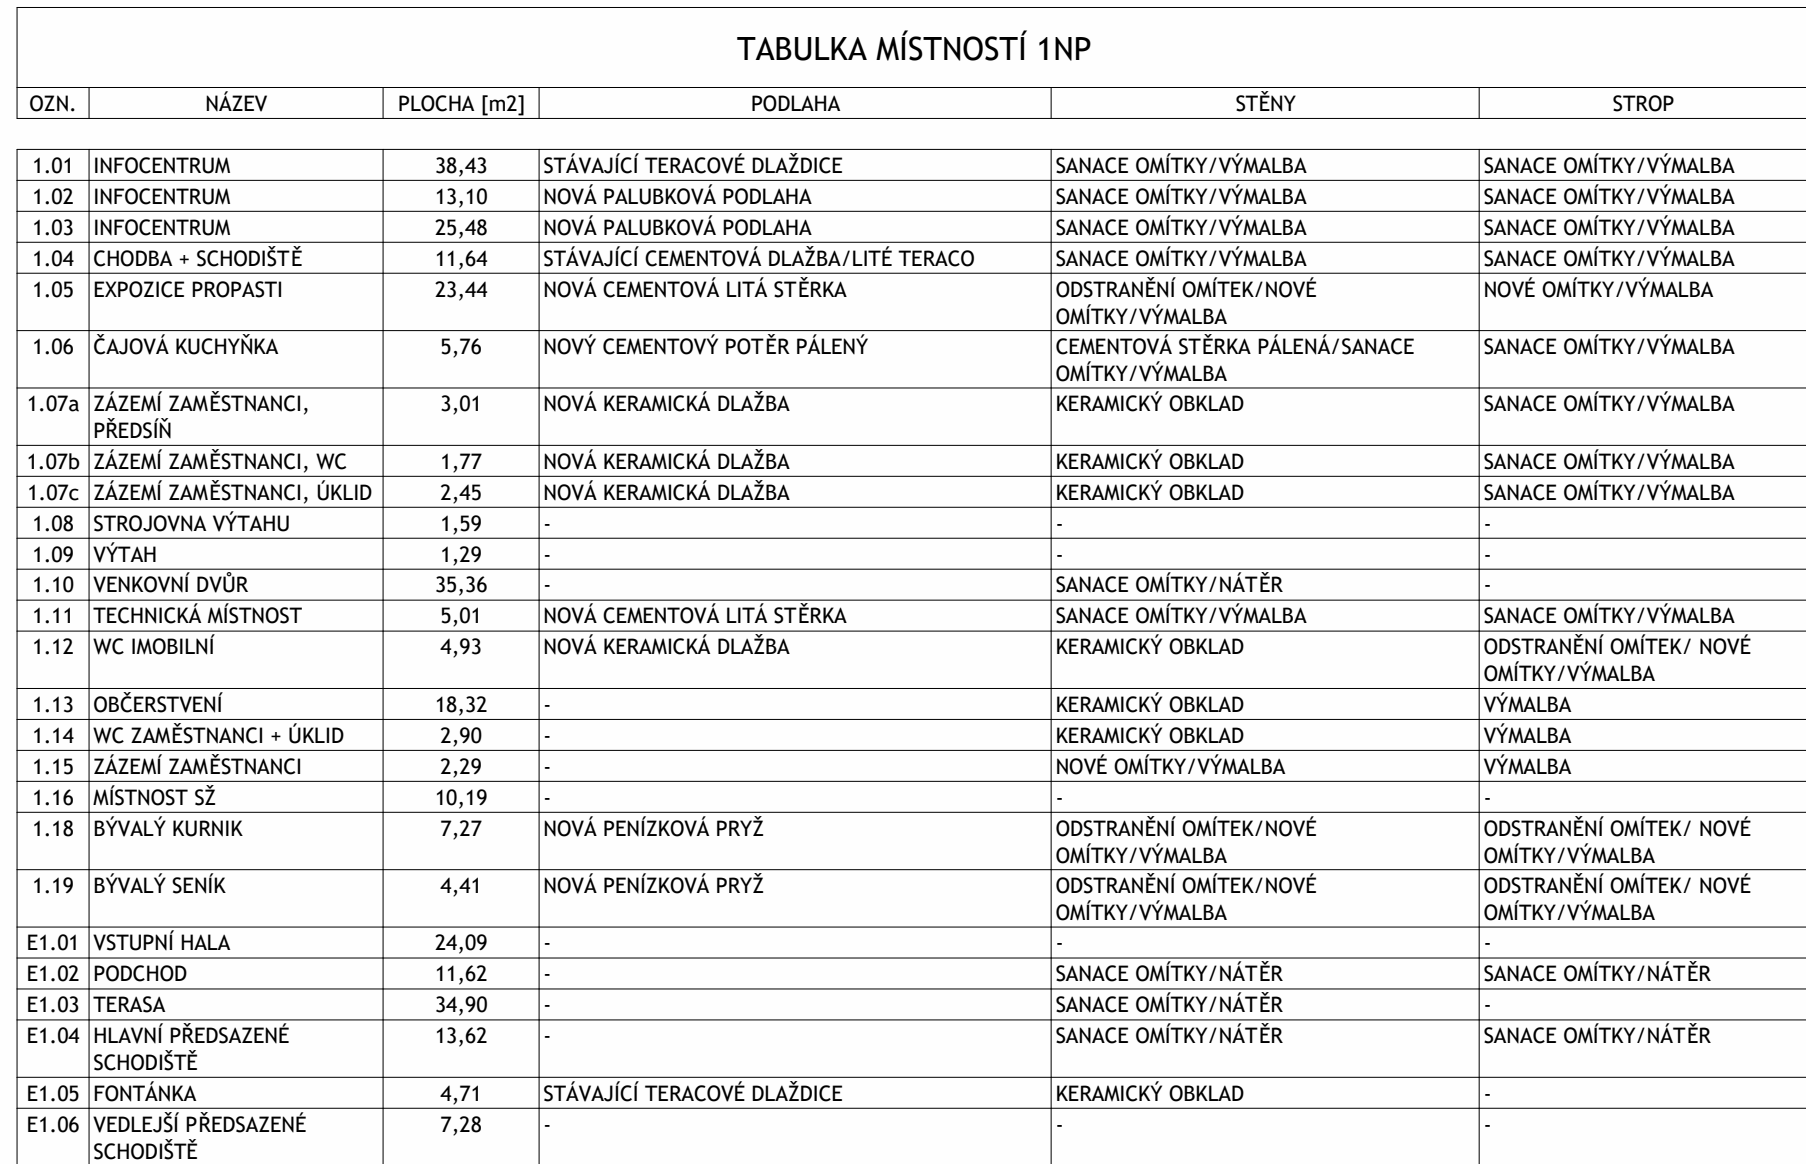 TABULKA MÍSTNOSTÍ 1NP
OZN. NÁZEV PLOCHA [m2] PODLAHA STĚNY STROP
1.01 INFOCENTRUM 38,43 STÁVAJÍCÍ TERACOVÉ DLAŽDICE SANACE OMÍTKY/VÝMALBA SANACE OMÍTKY/VÝMALBA
1.02 INFOCENTRUM 13,10 NOVÁ PALUBKOVÁ PODLAHA SANACE OMÍTKY/VÝMALBA SANACE OMÍTKY/VÝMALBA
1.03 INFOCENTRUM 25,48 NOVÁ PALUBKOVÁ PODLAHA SANACE OMÍTKY/VÝMALBA SANACE OMÍTKY/VÝMALBA
1.04 CHODBA + SCHODIŠTĚ 11,64 STÁVAJÍCÍ CEMENTOVÁ DLAŽBA/LITÉ TERACO SANACE OMÍTKY/VÝMALBA SANACE OMÍTKY/VÝMALBA
1.05 EXPOZICE PROPASTI 23,44 NOVÁ CEMENTOVÁ LITÁ STĚRKA ODSTRANĚNÍ OMÍTEK/NOVÉ NOVÉ OMÍTKY/VÝMALBA
OMÍTKY/VÝMALBA
1.06 ČAJOVÁ KUCHYŇKA 5,76 NOVÝ CEMENTOVÝ POTĚR PÁLENÝ CEMENTOVÁ STĚRKA PÁLENÁ/SANACE SANACE OMÍTKY/VÝMALBA
OMÍTKY/VÝMALBA
1.07a ZÁZEMÍ ZAMĚSTNANCI, 3,01 NOVÁ KERAMICKÁ DLAŽBA KERAMICKÝ OBKLAD SANACE OMÍTKY/VÝMALBA
PŘEDSÍŇ
1.07b ZÁZEMÍ ZAMĚSTNANCI, WC 1,77 NOVÁ KERAMICKÁ DLAŽBA KERAMICKÝ OBKLAD SANACE OMÍTKY/VÝMALBA
1.07c ZÁZEMÍ ZAMĚSTNANCI, ÚKLID 2,45 NOVÁ KERAMICKÁ DLAŽBA KERAMICKÝ OBKLAD SANACE OMÍTKY/VÝMALBA
1.08 STROJOVNA VÝTAHU 1,59 - - -
1.09 VÝTAH 1,29 - - -
1.10 VENKOVNÍ DVŮR 35,36 - SANACE OMÍTKY/NÁTĚR -
1.11 TECHNICKÁ MÍSTNOST 5,01 NOVÁ CEMENTOVÁ LITÁ STĚRKA SANACE OMÍTKY/VÝMALBA SANACE OMÍTKY/VÝMALBA
1.12 WC IMOBILNÍ 4,93 NOVÁ KERAMICKÁ DLAŽBA KERAMICKÝ OBKLAD ODSTRANĚNÍ OMÍTEK/ NOVÉ
OMÍTKY/VÝMALBA
1.13 OBČERSTVENÍ 18,32 - KERAMICKÝ OBKLAD VÝMALBA
1.14 WC ZAMĚSTNANCI + ÚKLID 2,90 - KERAMICKÝ OBKLAD VÝMALBA
1.15 ZÁZEMÍ ZAMĚSTNANCI 2,29 - NOVÉ OMÍTKY/VÝMALBA VÝMALBA
1.16 MÍSTNOST SŽ 10,19 - - -
1.18 BÝVALÝ KURNIK 7,27 NOVÁ PENÍZKOVÁ PRYŽ ODSTRANĚNÍ OMÍTEK/NOVÉ ODSTRANĚNÍ OMÍTEK/ NOVÉ
OMÍTKY/VÝMALBA OMÍTKY/VÝMALBA
1.19 BÝVALÝ SENÍK 4,41 NOVÁ PENÍZKOVÁ PRYŽ ODSTRANĚNÍ OMÍTEK/NOVÉ ODSTRANĚNÍ OMÍTEK/ NOVÉ
OMÍTKY/VÝMALBA OMÍTKY/VÝMALBA
E1.01 VSTUPNÍ HALA 24,09 - - -
E1.02 PODCHOD 11,62 - SANACE OMÍTKY/NÁTĚR SANACE OMÍTKY/NÁTĚR
E1.03 TERASA 34,90 - SANACE OMÍTKY/NÁTĚR -
E1.04 HLAVNÍ PŘEDSAZENÉ 13,62 - SANACE OMÍTKY/NÁTĚR SANACE OMÍTKY/NÁTĚR
SCHODIŠTĚ
E1.05 FONTÁNKA 4,71 STÁVAJÍCÍ TERACOVÉ DLAŽDICE KERAMICKÝ OBKLAD -
E1.06 VEDLEJŠÍ PŘEDSAZENÉ 7,28 - - -
SCHODIŠTĚ